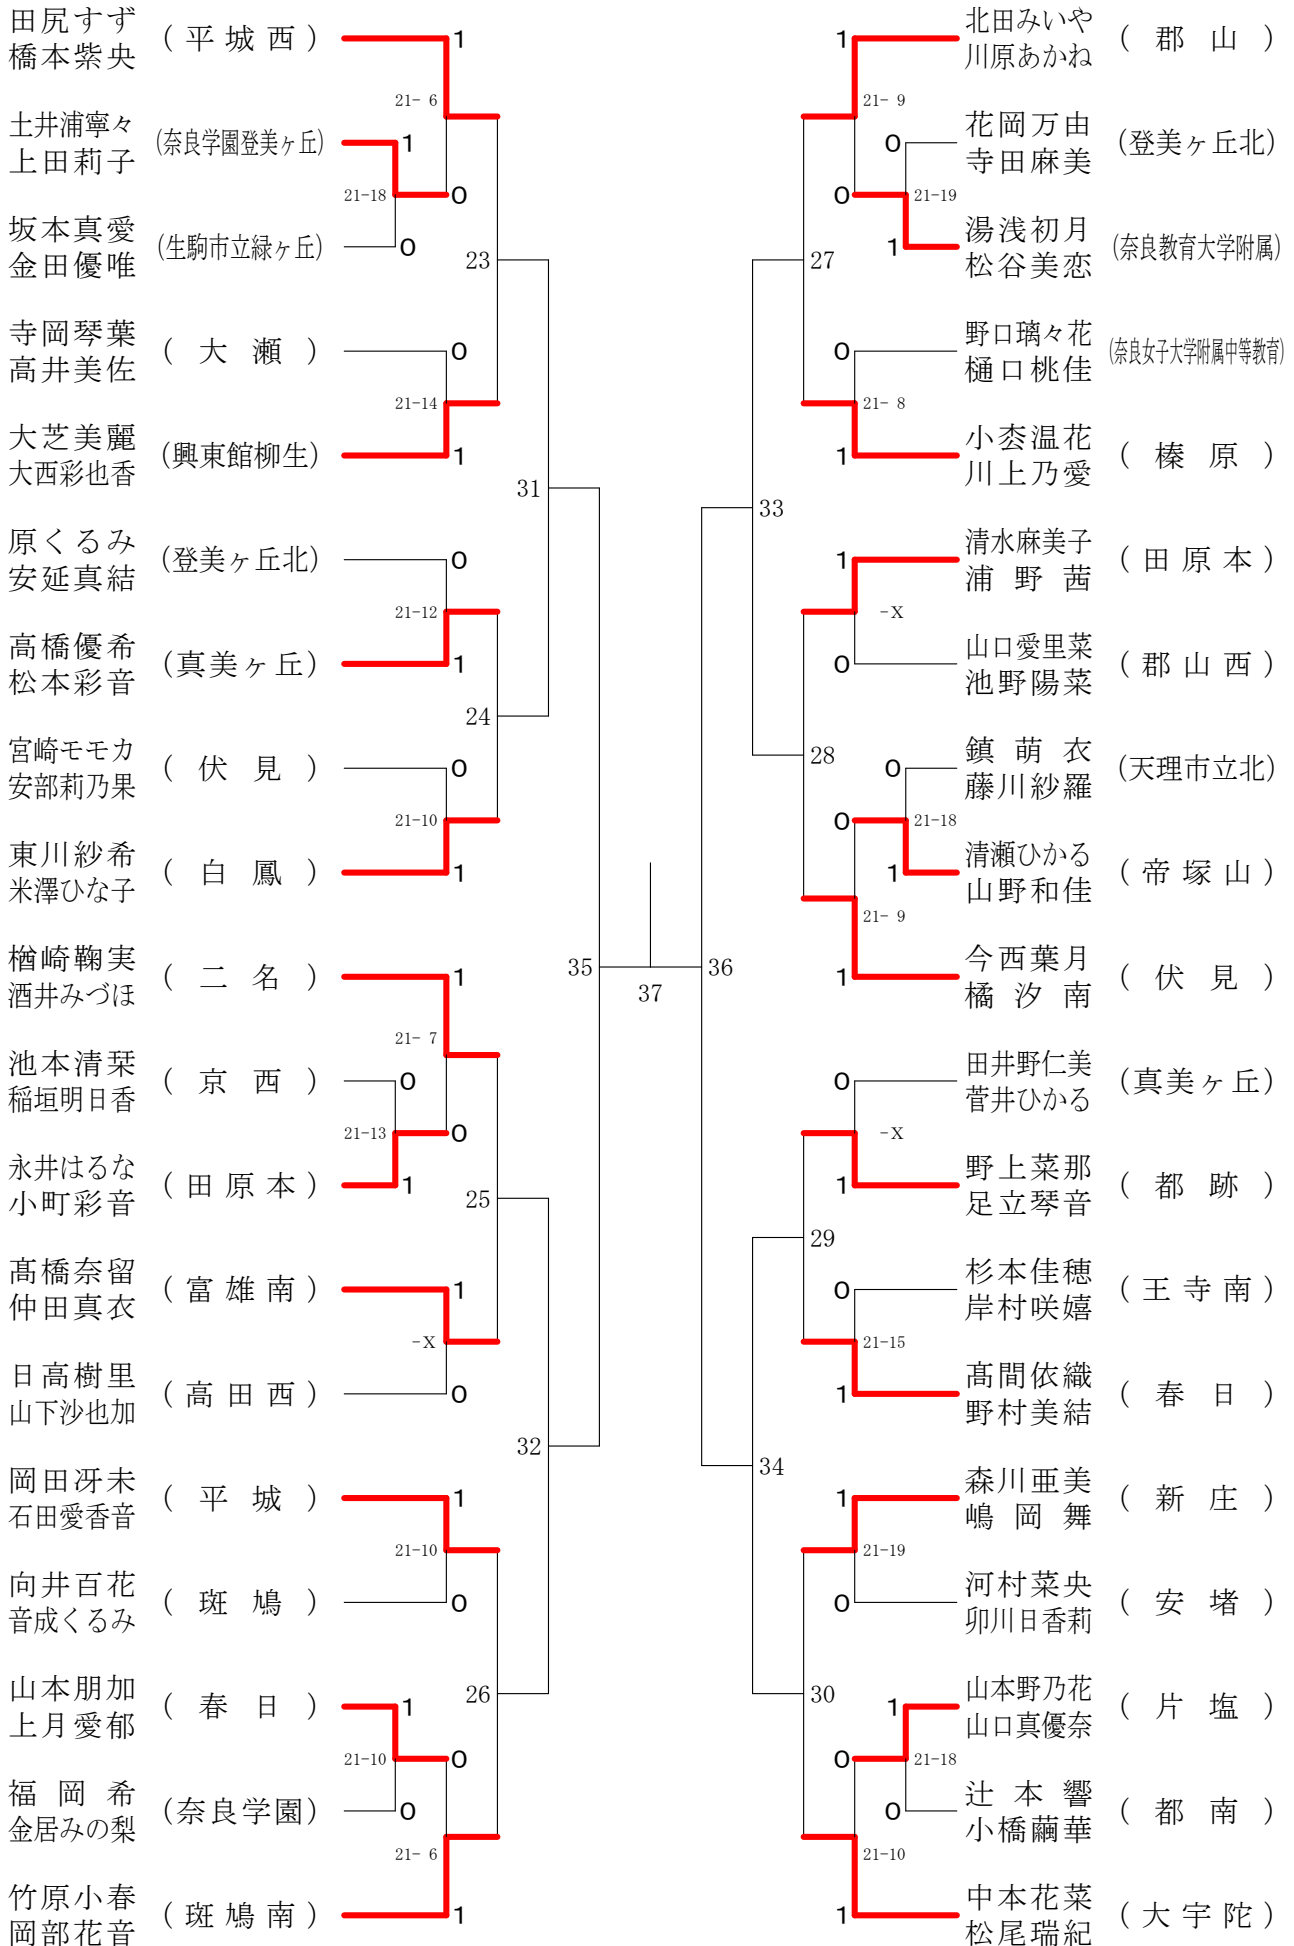 田尻すず
橋本紫央
(平城西)
1
21- 6
土井浦寧々
上田莉子
(奈良学園登美ヶ丘)
1
21-18
0
坂本真愛
金田優唯
(生駒市立緑ヶ丘)
0
23
寺岡琴葉
高井美佐
(大瀬)
0
21-14
大芝美麗
大西彩也香
(興東館柳生)
1
31
原くるみ
安延真結
(登美ヶ丘北)
0
21-12
高橋優希
松本彩音
(真美ヶ丘)
1
24
宮崎モモカ
安部莉乃果
(伏見)
0
21-10
東川紗希
米澤ひな子
(白鳳)
1
35
楢崎鞠実
酒井みづほ
(二名)
1
21- 7
池本清栞
稲垣明日香
(京西)
0
21-13
0
永井はるな
小町彩音
(田原本)
1
25
髙橋奈留
仲田真衣
(富雄南)
1
-X
日高樹里
山下沙也加
(高田西)
0
32
岡田冴未
石田愛香音
(平城)
1
21-10
向井百花
音成くるみ
(斑鳩)
0
26
山本朋加
上月愛郁
(春日)
1
21-10
0
福岡希
金居みの梨
(奈良学園)
0
21- 6
竹原小春
岡部花音
(斑鳩南)
1
37
北田みいや
川原あかね
(郡山)
1
21- 9
花岡万由
寺田麻美
(登美ヶ丘北)
0
21-19
0
湯浅初月
松谷美恋
(奈良教育大学附属)
1
27
野口璃々花
樋口桃佳
(奈良女子大学附属中等教育)
0
21- 8
小枩温花
川上乃愛
(榛原)
1
33
清水麻美子
浦野茜
(田原本)
1
-X
山口愛里菜
池野陽菜
(郡山西)
0
28
鎮萌衣
藤川紗羅
(天理市立北)
0
21-18
0
清瀬ひかる
山野和佳
(帝塚山)
1
21- 9
今西葉月
橘汐南
(伏見)
1
36
田井野仁美
菅井ひかる
(真美ヶ丘)
0
-X
野上菜那
足立琴音
(都跡)
1
29
杉本佳穂
岸村咲嬉
(王寺南)
0
21-15
髙間依織
野村美結
(春日)
1
34
森川亜美
嶋岡舞
(新庄)
1
21-19
河村菜央
卯川日香莉
(安堵)
0
30
山本野乃花
山口真優奈
(片塩)
1
21-18
0
辻本響
小橋繭華
(都南)
0
21-10
中本花菜
松尾瑞紀
(大宇陀)
1